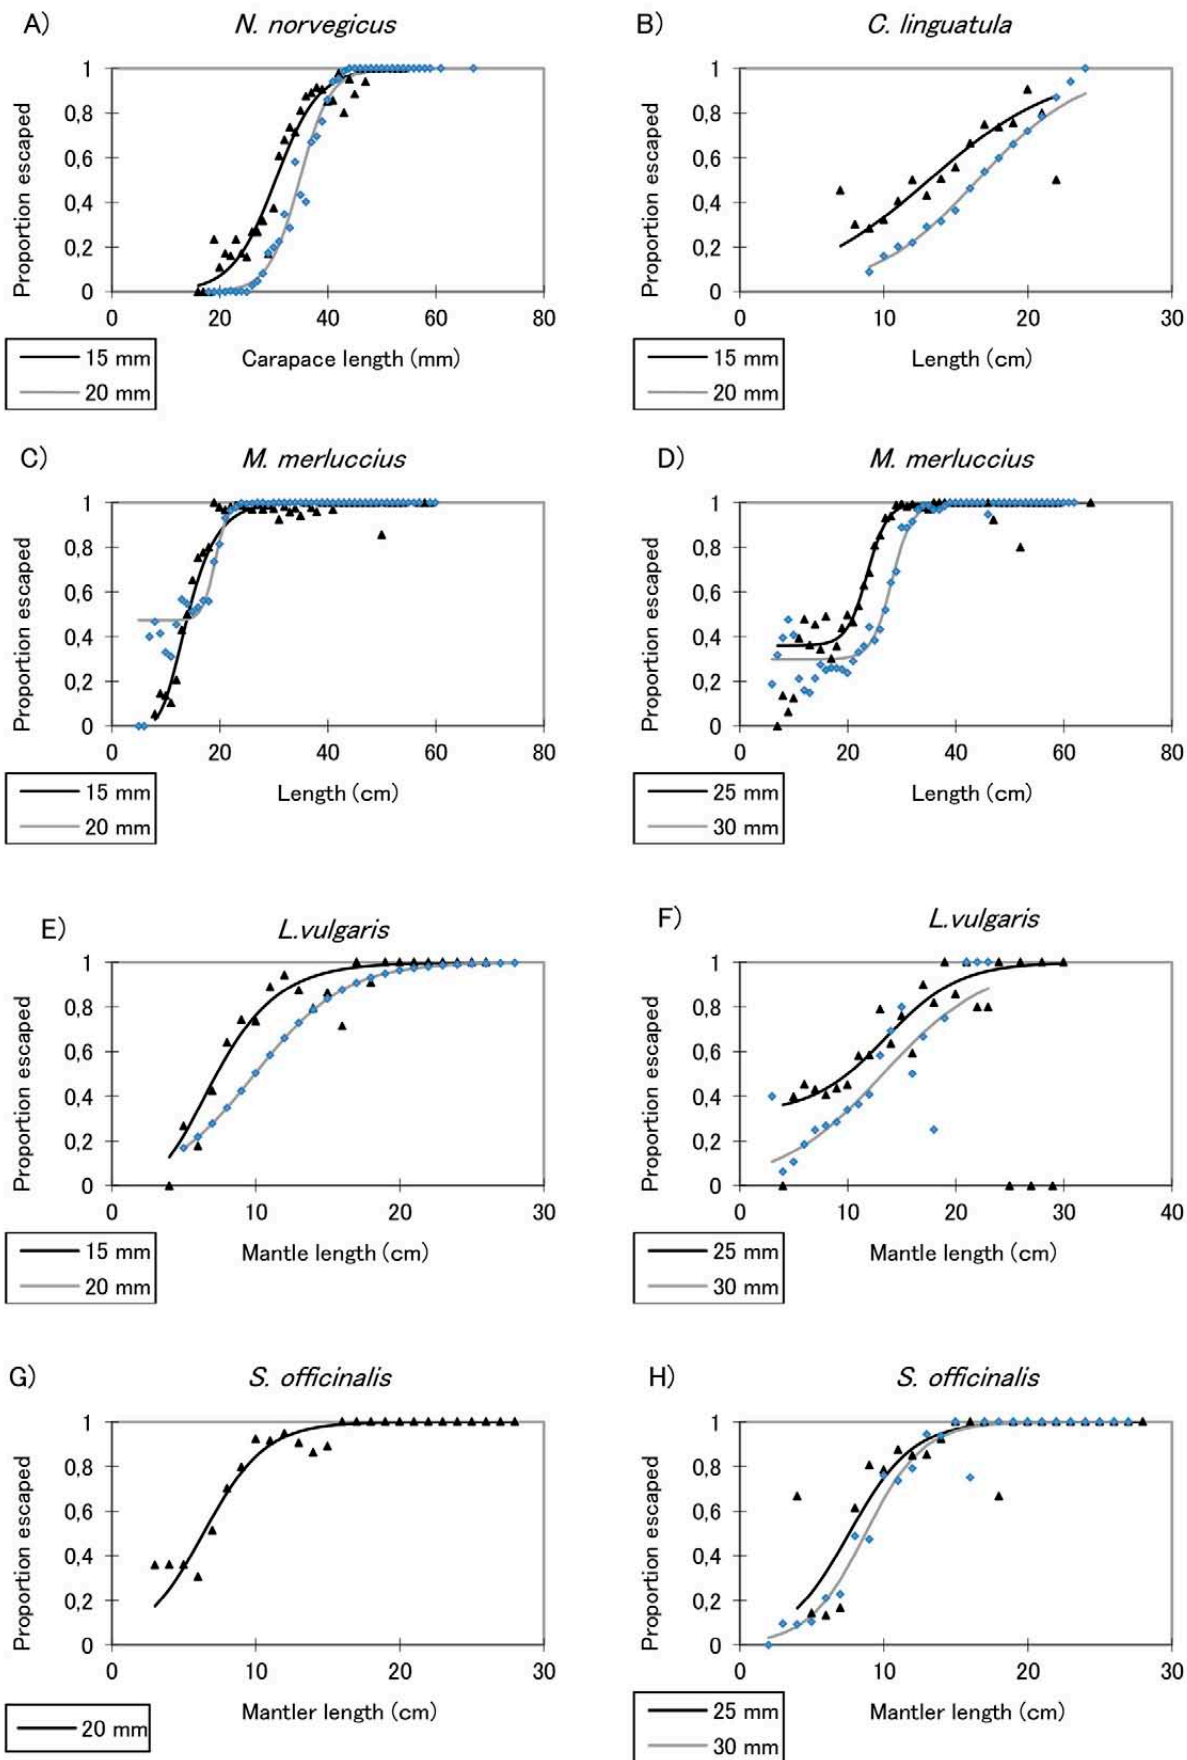 A) N. norvegicus
Proportion escaped
1
0,8
0,6
0,4
0,2
0
0 20 40 60 80
Carapace length (mm)
15 mm
20 mm
B) C. linguatula
Proportion escaped
1
0,8
0,6
0,4
0,2
0
0 10 20 30
Length (cm)
15 mm
20 mm
C) M. merluccius
Proportion escaped
1
0,8
0,6
0,4
0,2
0
0 20 40 60 80
Length (cm)
15 mm
20 mm
D) M. merluccius
Proportion escaped
1
0,8
0,6
0,4
0,2
0
0 20 40 60 80
Length (cm)
25 mm
30 mm
E) L.vulgaris
Proportion escaped
1
0,8
0,6
0,4
0,2
0
0 10 20 30
Mantle length (cm)
15 mm
20 mm
F) L.vulgaris
Proportion escaped
1
0,8
0,6
0,4
0,2
0
0 10 20 30 40
Mantle length (cm)
25 mm
30 mm
G) S. officinalis
Proportion escaped
1
0,8
0,6
0,4
0,2
0
0 10 20 30
Mantler length (cm)
20 mm
H) S. officinalis
Proportion escaped
1
0,8
0,6
0,4
0,2
0
0 10 20 30
Mantler length (cm)
25 mm
30 mm